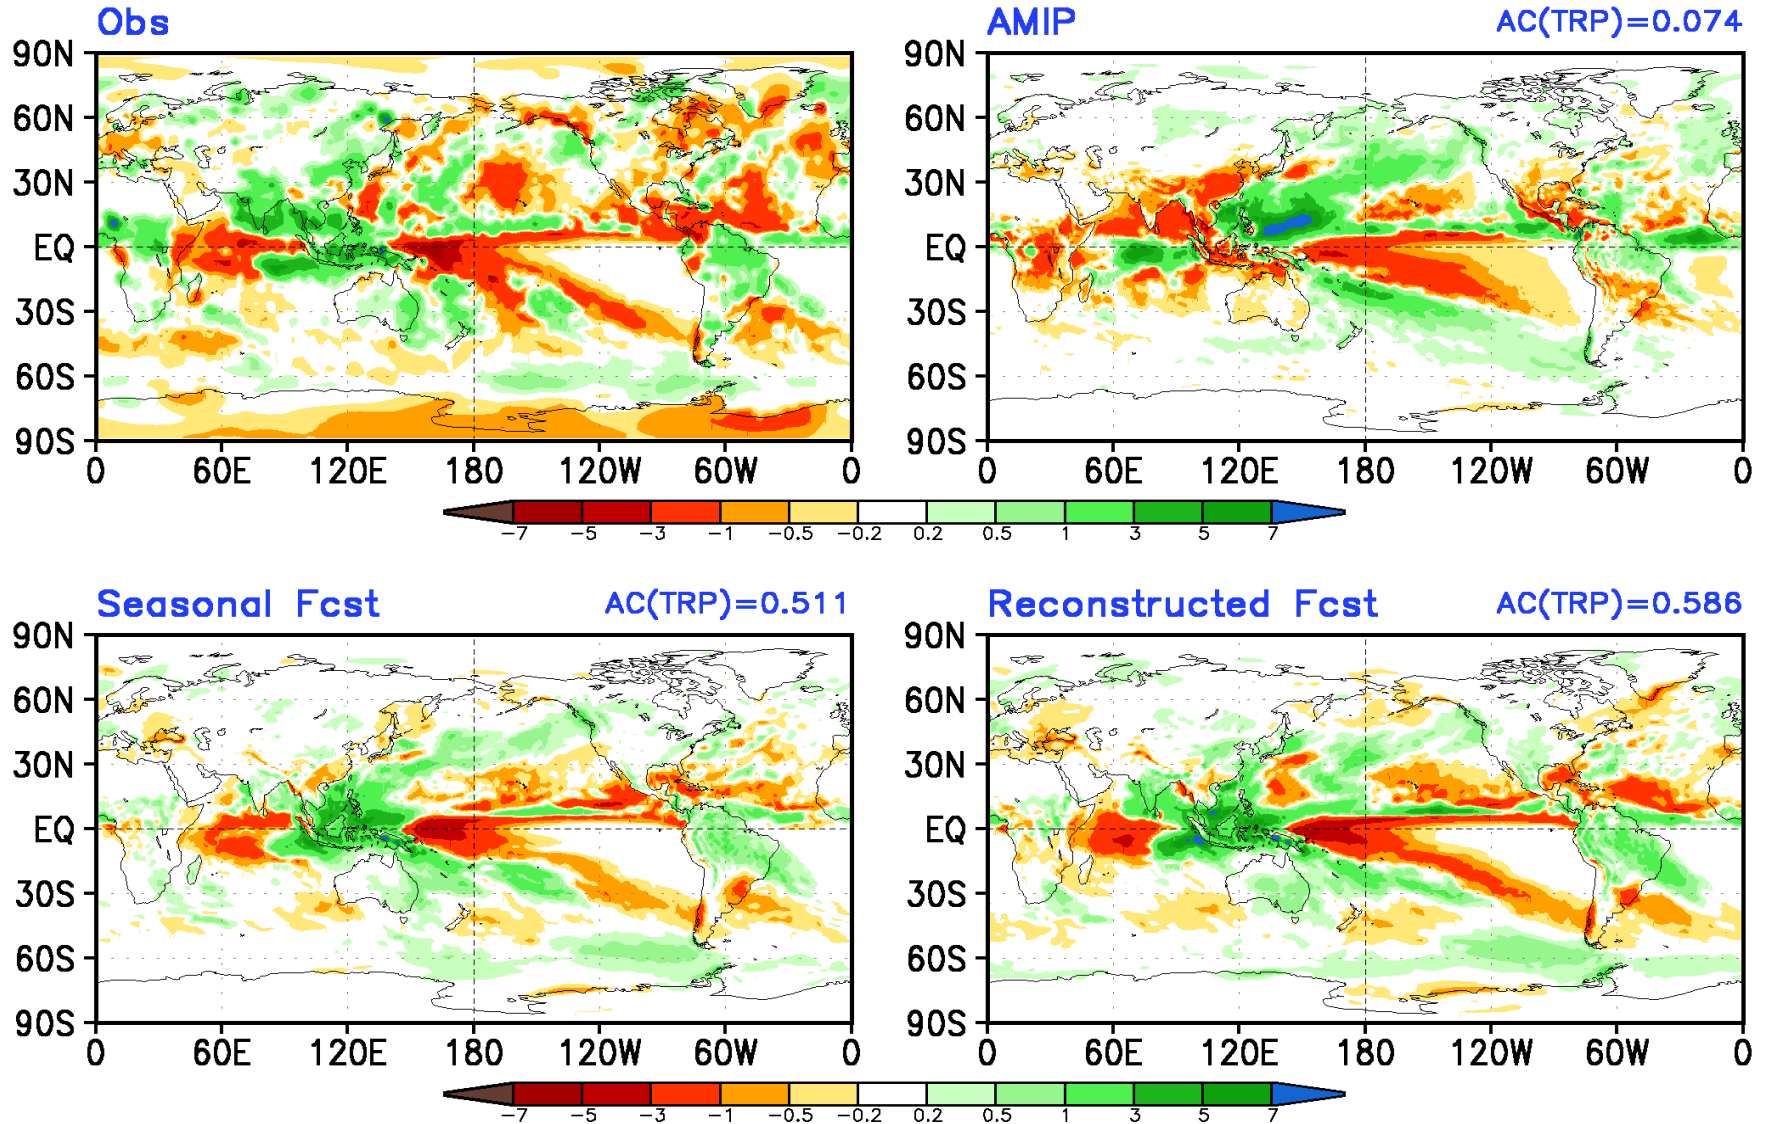 Obs
AMIP AC(TRP)=0.074
90N 90N
60N 60N
30N 30N
EQ EQ
30S 30S
60S 60S
90S 90S
0 60E 120E 180 120W 60W 0 0 60E 120E 180 120W 60W 0
-7 -5 -3 -1 -0.5 -0.2 0.2 0.5 1 3 5 7
Seasonal Fcst AC(TRP)=0.511
Reconstructed Fcst AC(TRP)=0.586
90N 90N
60N 60N
30N 30N
EQ EQ
30S 30S
60S 60S
90S 90S
0 60E 120E 180 120W 60W 0 0 60E 120E 180 120W 60W 0
-7 -5 -3 -1 -0.5 -0.2 0.2 0.5 1 3 5 7